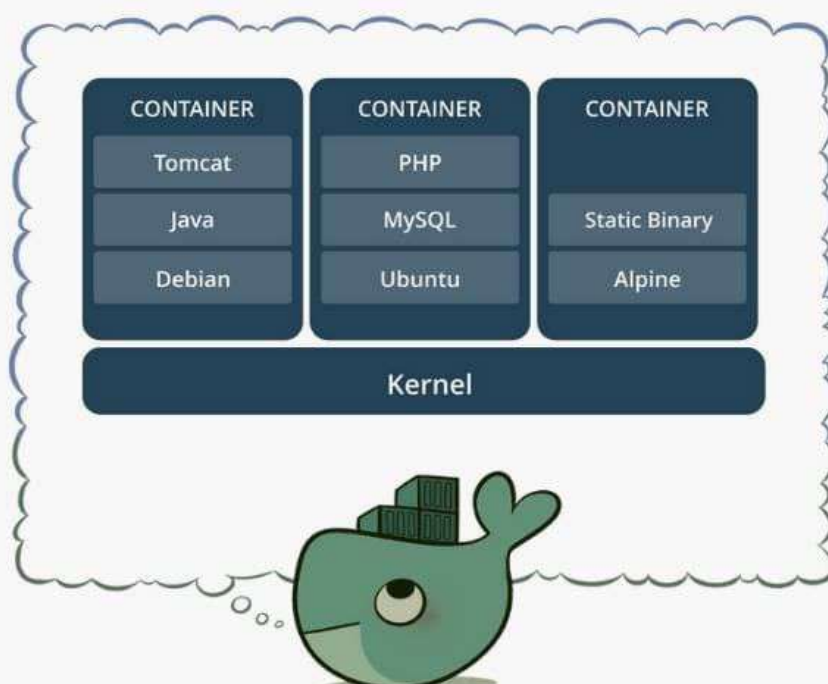 CONTAINER
Tomcat
Java
Debian
CONTAINER
PHP
MySQL
Ubuntu
CONTAINER
Static Binary
Alpine
Kernel